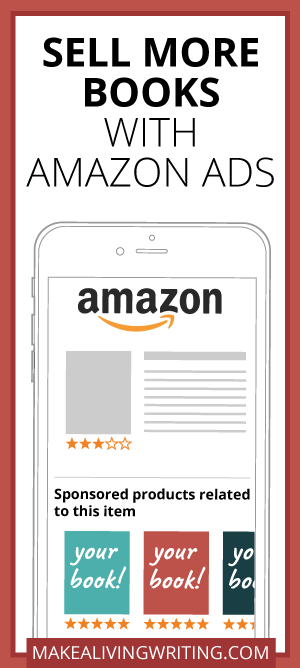 SELL MORE
BOOKS
WITH
AMAZON ADS
amazon
Sponsored products related
to this item
your your yo
book! book! bo
MAKEALIVINGWRITING.COM